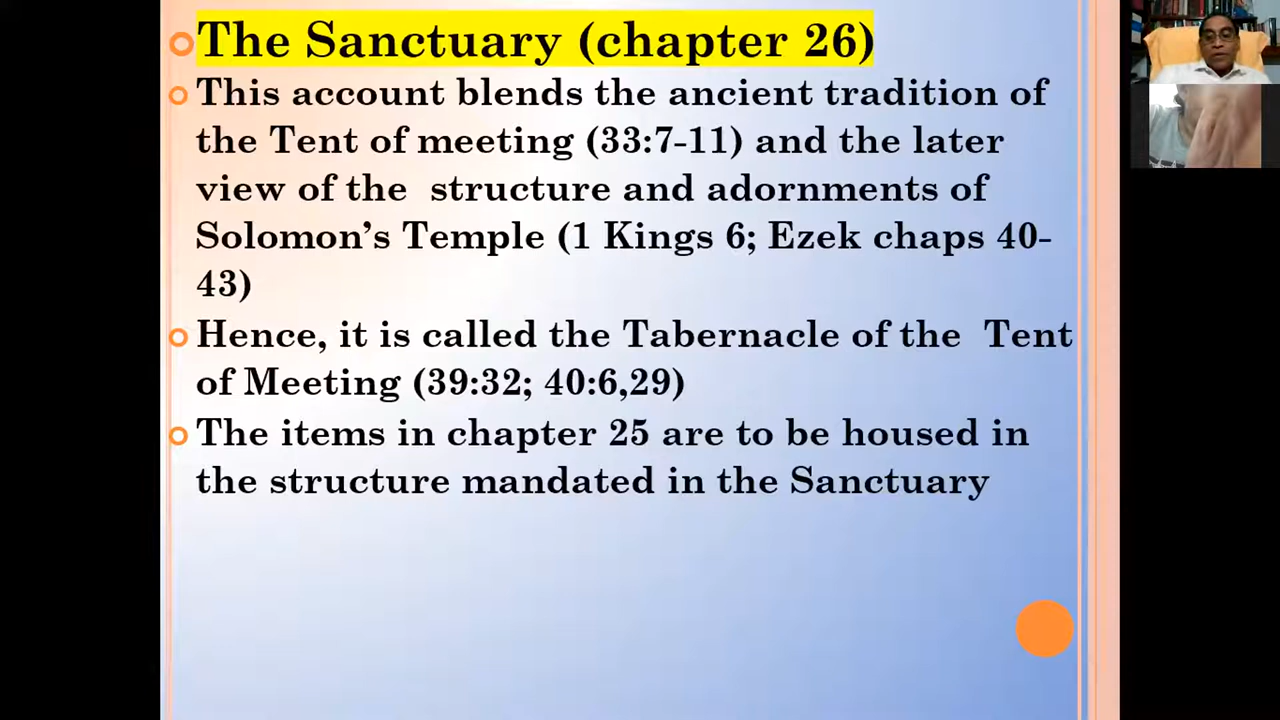 The Sanctuary (chapter 26)
This account blends the ancient tradition of
the Tent of meeting (33:7-11) and the later
view of the structure and adornments of
Solomon's Temple (1 Kings 6; Ezek chaps 40-
43)
Hence, it is called the Tabernacle of the Tent
of Meeting (39:32; 40:6,29)
The items in chapter 25 are to be housed in
the structure mandated in the Sanctuary